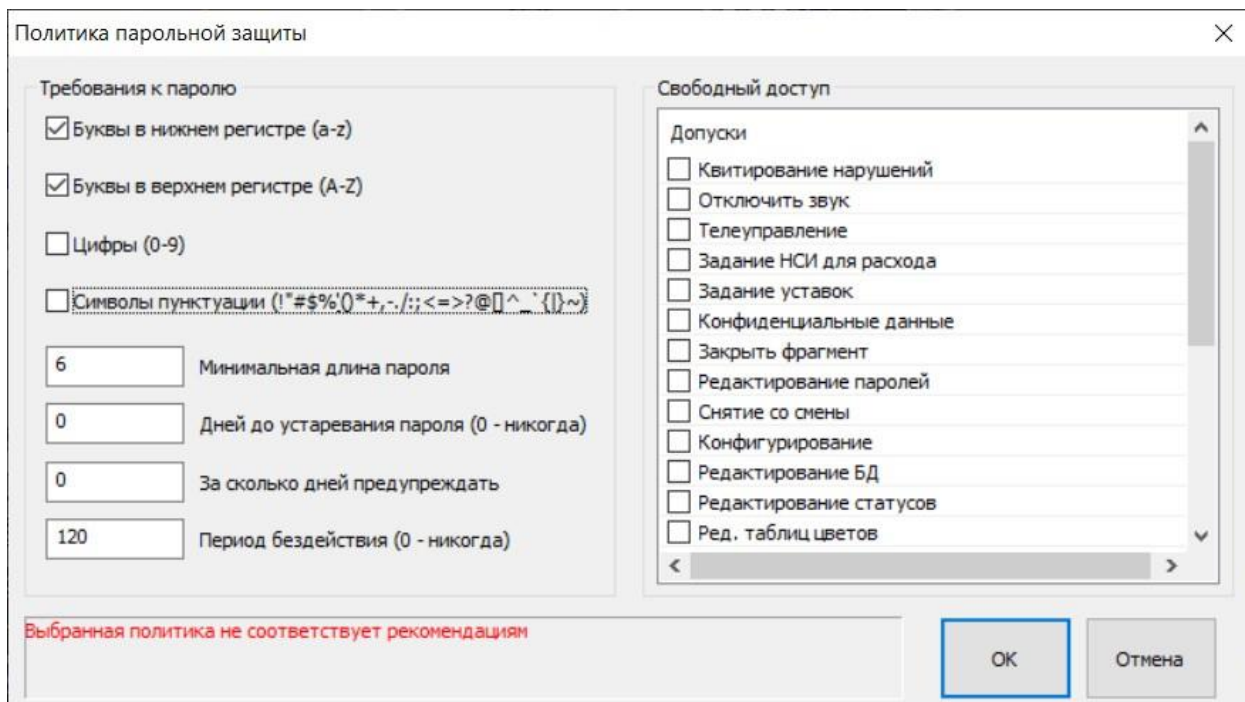 Политика парольной защиты
Требования к паролю
Буквы в нижнем регистре (a-z)
Буквы в верхнем регистре (A-Z)
Цифры (0-9)
Символы пунктуации (!"#$%'()*+,-./:;<=>?@[]^_`{|}~)
6
Минимальная длина пароля
0
Дней до устаревания пароля (0 - никогда)
0
За сколько дней предупреждать
120
Период бездействия (0 - никогда)
Свободный доступ
Допуски
Квитирование нарушений
Отключить звук
Телеуправление
Задание НСИ для расхода
Задание уставок
Конфиденциальные данные
Закрыть фрагмент
Редактирование паролей
Снятие со смены
Конфигурирование
Редактирование БД
Редактирование статусов
Ред. таблиц цветов
Выбранная политика не соответствует рекомендациям
OK
Отмена